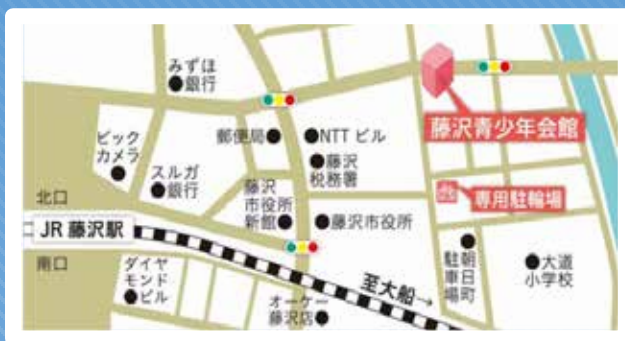 みずほ
銀行
ビック
カメラ
スルガ
銀行
郵便局
NTT ビル
藤沢
税務署
藤沢青少年会館
専用駐輪場
北口
藤沢
市役所
新館
藤沢市役所
JR 藤沢駅
南口
ダイヤ
モンド
ビル
オーケー
藤沢店
至大船→
朝日町
駐車場
大道
小学校